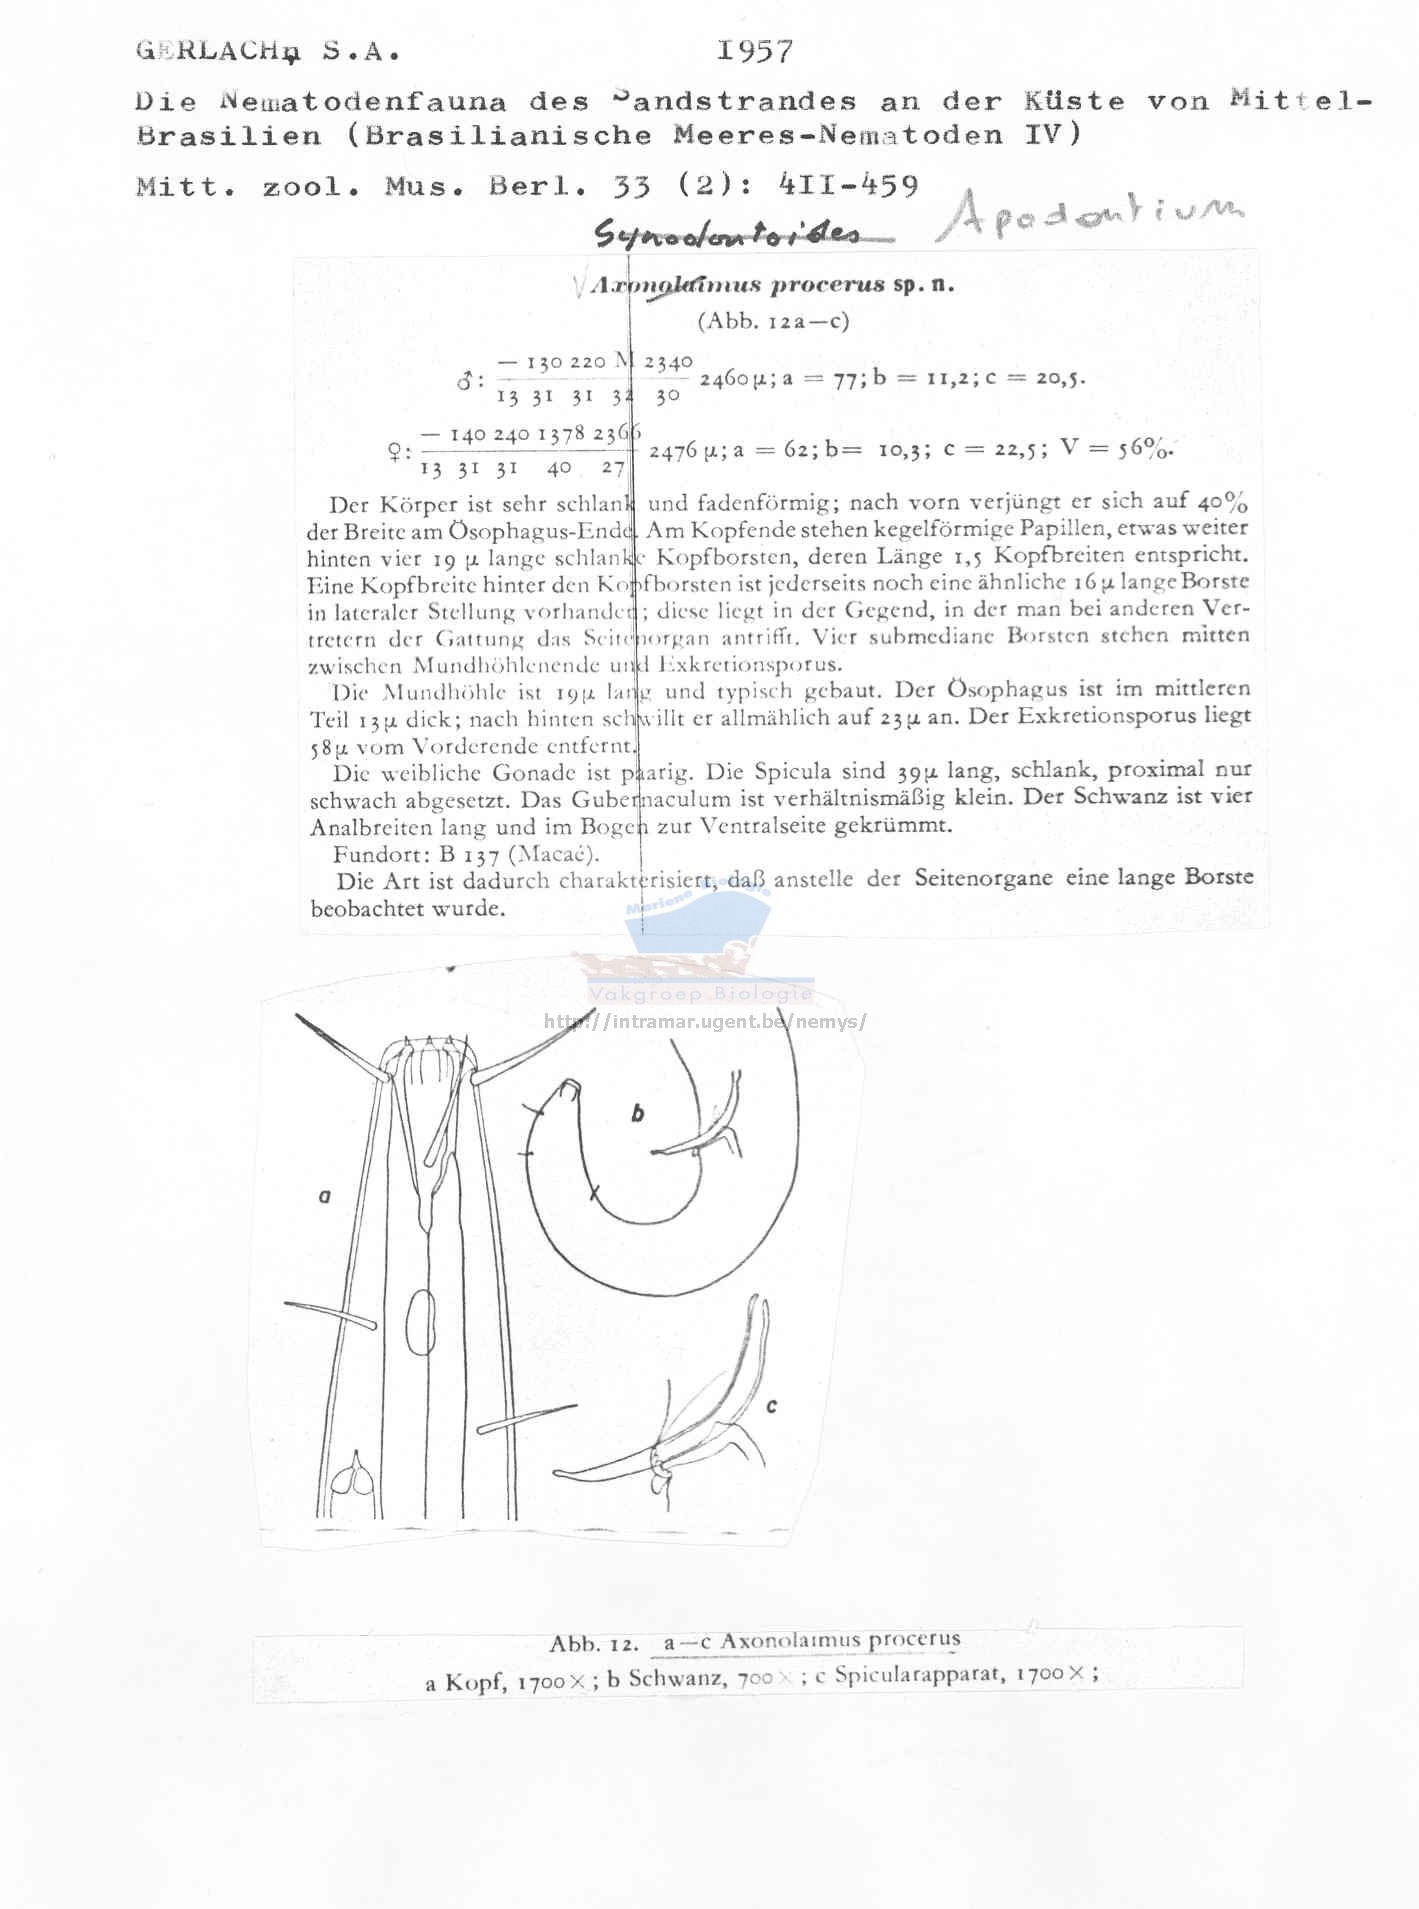 GERLACH, S.A. 1957
Die Nematodenfauna des Sandstrandes an der Küste von Mittel-
Brasilien (Brasilianische Meeres-Nematoden IV)
Mitt. zool. Mus. Berl. 33 (2): 4II-459
Synodontoides Apodontium
Axonolaimus procerus sp. n.
(Abb. 12a—c)
♂: — 130 220 M 2340
13 31 31 32 30 2460 µ; a = 77; b = 11,2; c = 20,5.
♀: — 140 240 1378 2366
13 31 31 40 27 2476 µ; a = 62; b = 10,3; c = 22,5; V = 56%.
Der Körper ist sehr schlank und fadenförmig; nach vorn verjüngt er sich auf 40%
der Breite am Ösophagus-Ende. Am Kopfende stehen kegelförmige Papillen, etwas weiter
hinten vier 19 µ lange schlanke Kopfborsten, deren Länge 1,5 Kopfbreiten entspricht.
Eine Kopfbreite hinter den Kopfborsten ist jederseits noch eine ähnliche 16 µ lange Borste
in lateraler Stellung vorhanden; diese liegt in der Gegend, in der man bei anderen Ver-
tretern der Gattung das Seitenorgan antrifft. Vier submediane Borsten stehen mitten
zwischen Mundhöhlenende und Exkretionsporus.
Die Mundhöhle ist 19 µ lang und typisch gebaut. Der Ösophagus ist im mittleren
Teil 13 µ dick; nach hinten schwillt er allmählich auf 23 µ an. Der Exkretionsporus liegt
58 µ vom Vorderende entfernt.
Die weibliche Gonade ist paarig. Die Spicula sind 39 µ lang, schlank, proximal nur
schwach abgesetzt. Das Gubernaculum ist verhältnismäßig klein. Der Schwanz ist vier
Analbreiten lang und im Bogen zur Ventralseite gekrümmt.
Fundort: B 137 (Macaé).
Die Art ist dadurch charakterisiert, daß anstelle der Seitenorgane eine lange Borste
beobachtet wurde.
Mariene Biologie
Vakgroep Biologie
http://intramar.ugent.be/nemys/
b
a
c
Abb. 12. a—c Axonolaimus procerus
a Kopf, 1700 ×; b Schwanz, 700 ×; c Spicularapparat, 1700 ×;